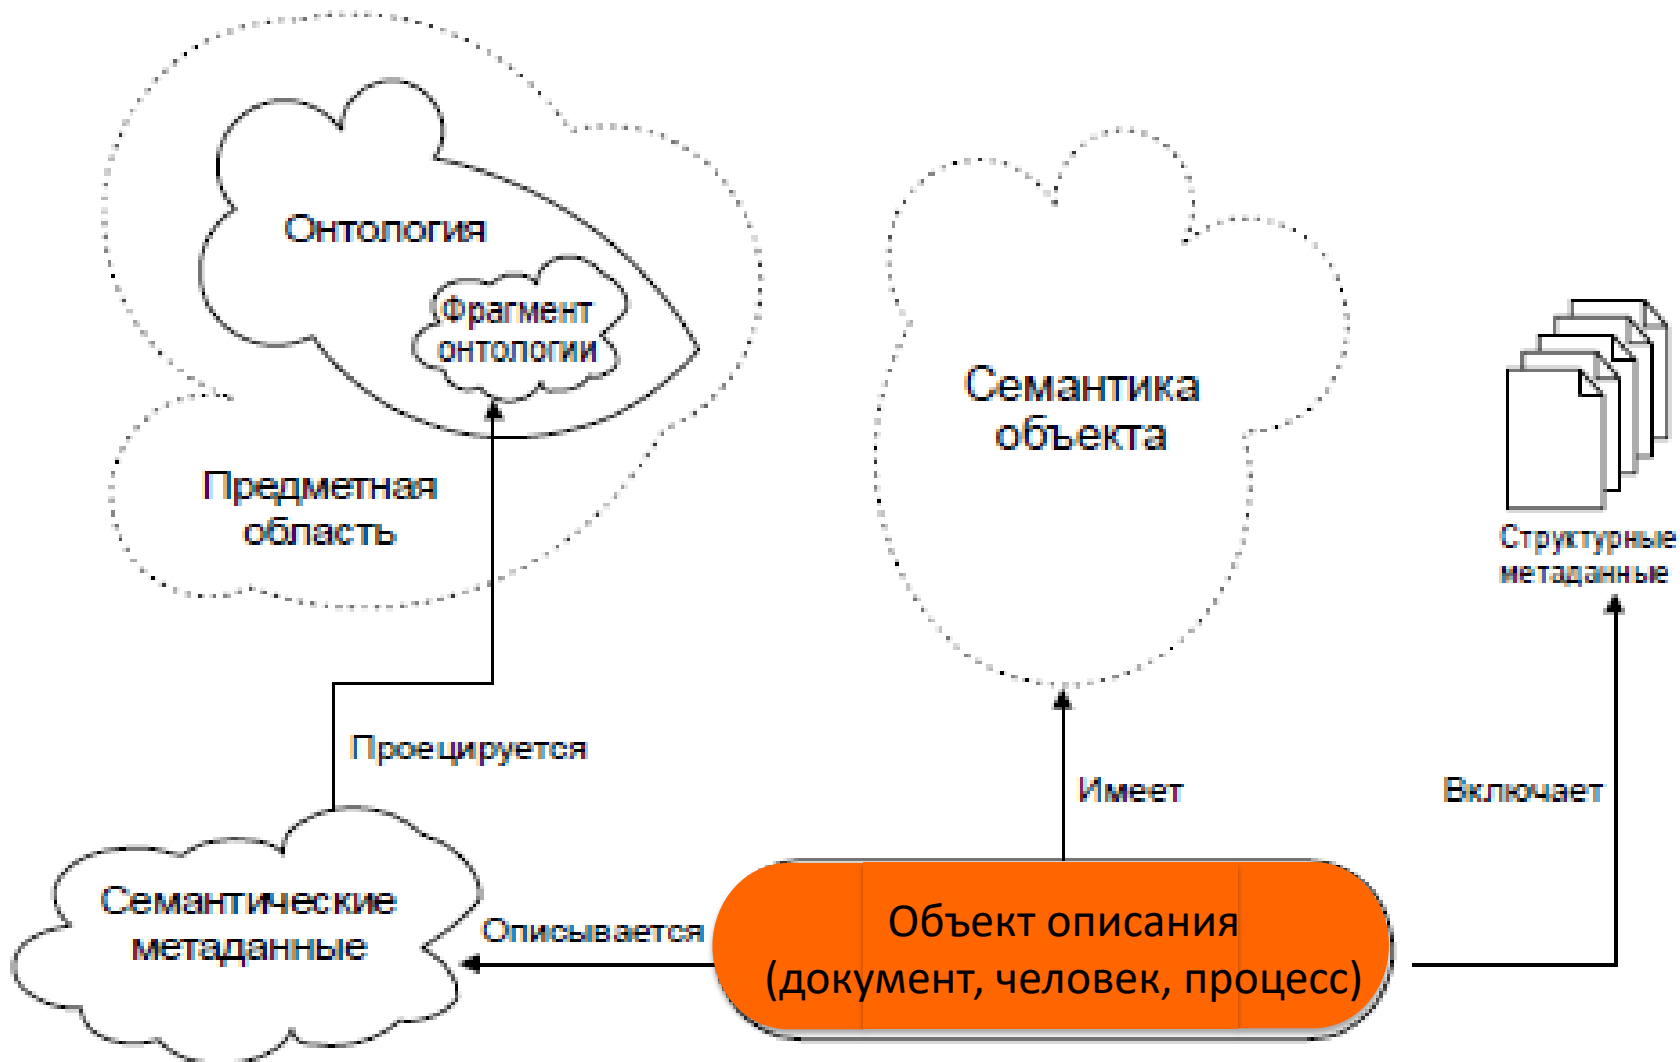 Онтология
Фрагмент
онтологии
Предметная
область
Семантика
объекта
Структурные
метаданные
Проецируется
Имеет
Включает
Семантические
метаданные
Описывается
Объект описания
(документ, человек, процесс)